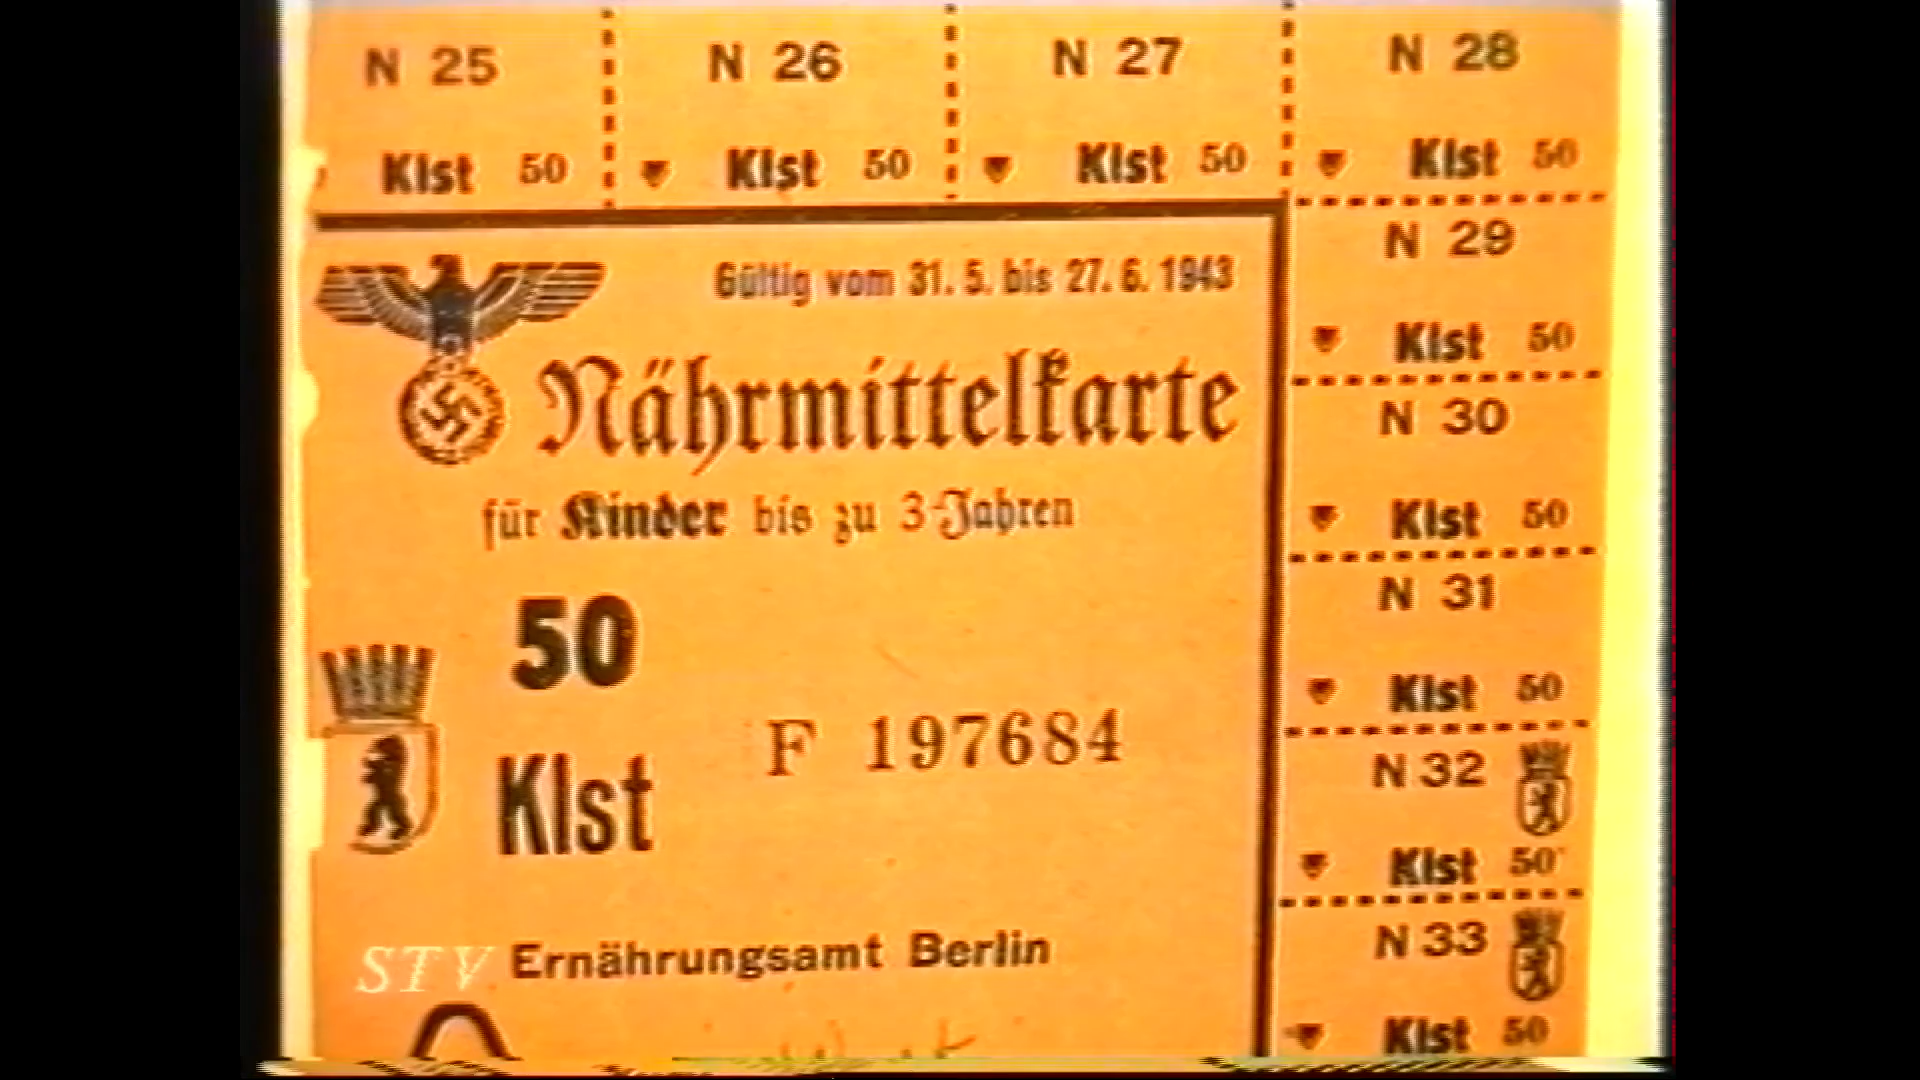 N 25 N 26 N 27 N 28
Klst 50 Klst 50 Klst 50 Klst 50
Gültig vom 31. 5. bis 27. 6. 1943
Nährmittelkarte
für Kinder bis zu 3 Jahren
50
Klst
F 197684
STV
Ernährungsamt Berlin
N 29
Klst 50
N 30
Klst 50
N 31
Klst 50
N 32
Klst 50
N 33
Klst 50